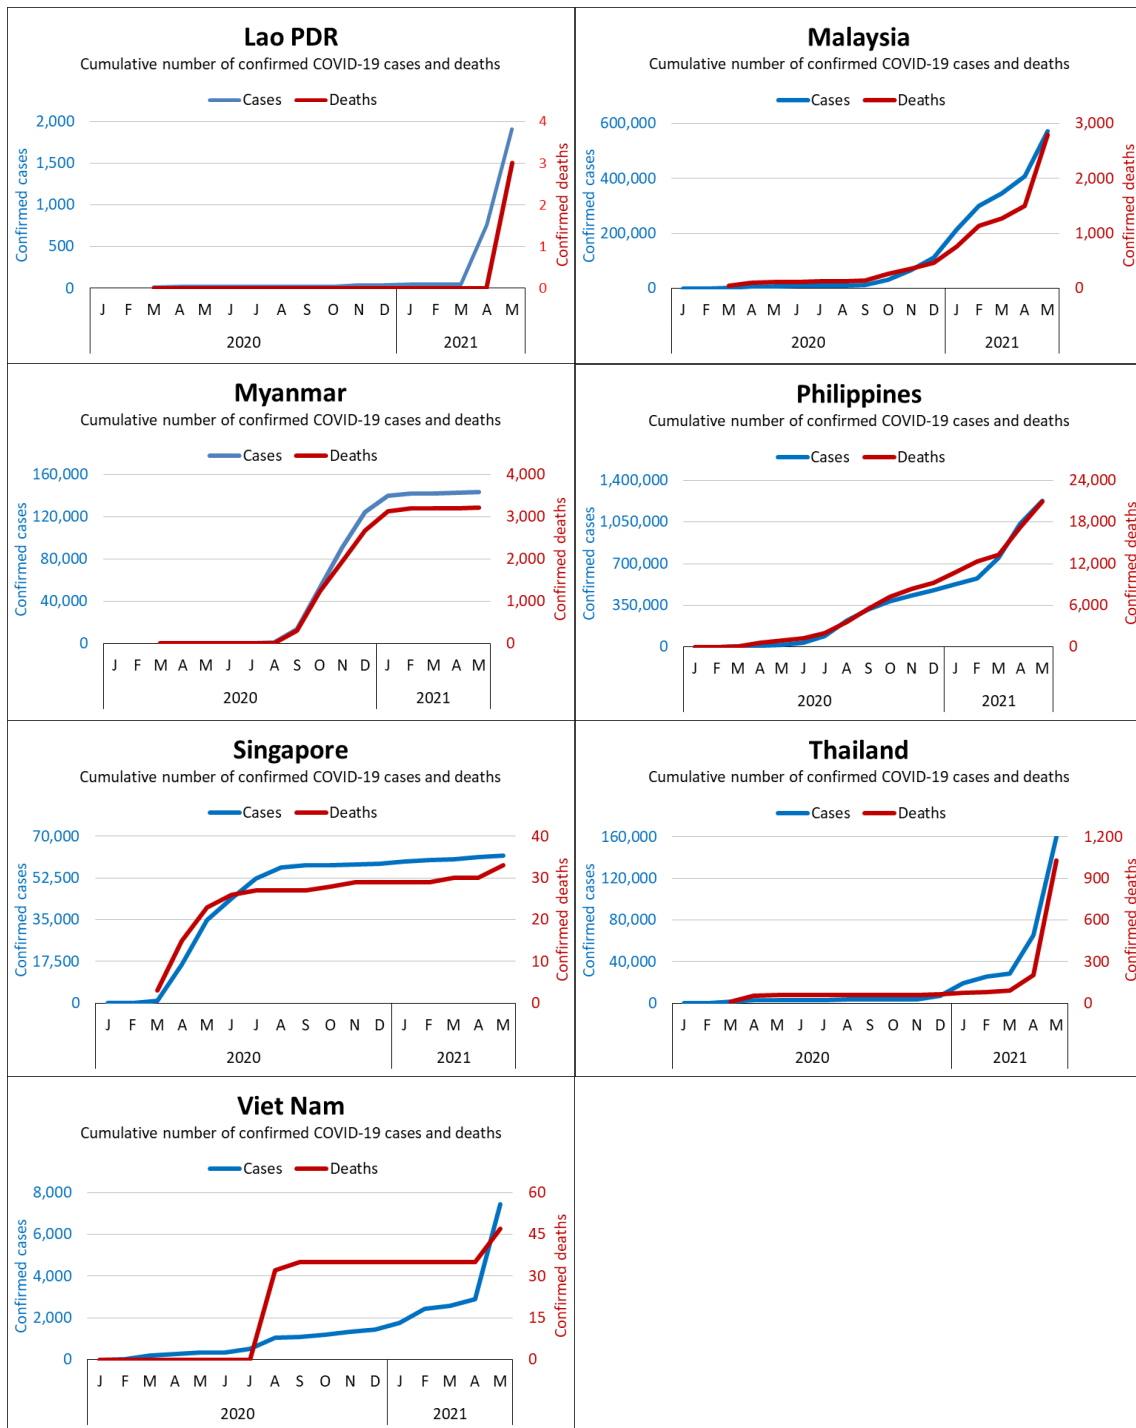 Lao PDR
Cumulative number of confirmed COVID-19 cases and deaths
Cases Deaths
Confirmed cases
2,000
1,500
1,000
500
0
4
3
2
1
0
Confirmed deaths
J F M A M J J A S O N D J F M A M
2020 2021
Malaysia
Cumulative number of confirmed COVID-19 cases and deaths
Cases Deaths
Confirmed cases
600,000
400,000
200,000
0
3,000
2,000
1,000
0
Confirmed deaths
J F M A M J J A S O N D J F M A M
2020 2021
Myanmar
Cumulative number of confirmed COVID-19 cases and deaths
Cases Deaths
Confirmed cases
160,000
120,000
80,000
40,000
0
4,000
3,000
2,000
1,000
0
Confirmed deaths
J F M A M J J A S O N D J F M A M
2020 2021
Philippines
Cumulative number of confirmed COVID-19 cases and deaths
Cases Deaths
Confirmed cases
1,400,000
1,050,000
700,000
350,000
0
24,000
18,000
12,000
6,000
0
Confirmed deaths
J F M A M J J A S O N D J F M A M
2020 2021
Singapore
Cumulative number of confirmed COVID-19 cases and deaths
Cases Deaths
Confirmed cases
70,000
52,500
35,000
17,500
0
40
30
20
10
0
Confirmed deaths
J F M A M J J A S O N D J F M A M
2020 2021
Thailand
Cumulative number of confirmed COVID-19 cases and deaths
Cases Deaths
Confirmed cases
160,000
120,000
80,000
40,000
0
1,200
900
600
300
0
Confirmed deaths
J F M A M J J A S O N D J F M A M
2020 2021
Viet Nam
Cumulative number of confirmed COVID-19 cases and deaths
Cases Deaths
Confirmed cases
8,000
6,000
4,000
2,000
0
60
45
30
15
0
Confirmed deaths
J F M A M J J A S O N D J F M A M
2020 2021